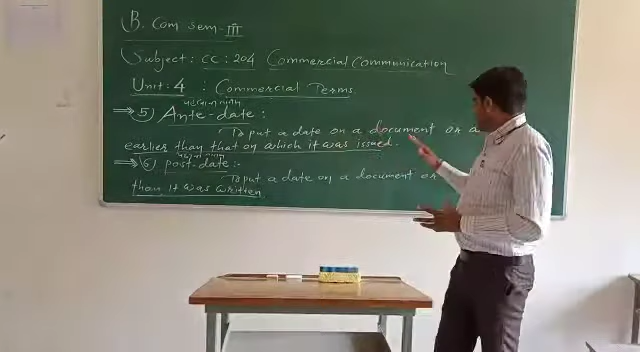 B. Com sem-III
Subject: CC: 204 Commercial Communication
Unit: 4 : Commercial Terms
⇒ 5) Ante-date:
To put a date on a document or a
earlier than that on which it was issued.
⇒ 6) post-date:-
To put a date on a document or
than it was written.